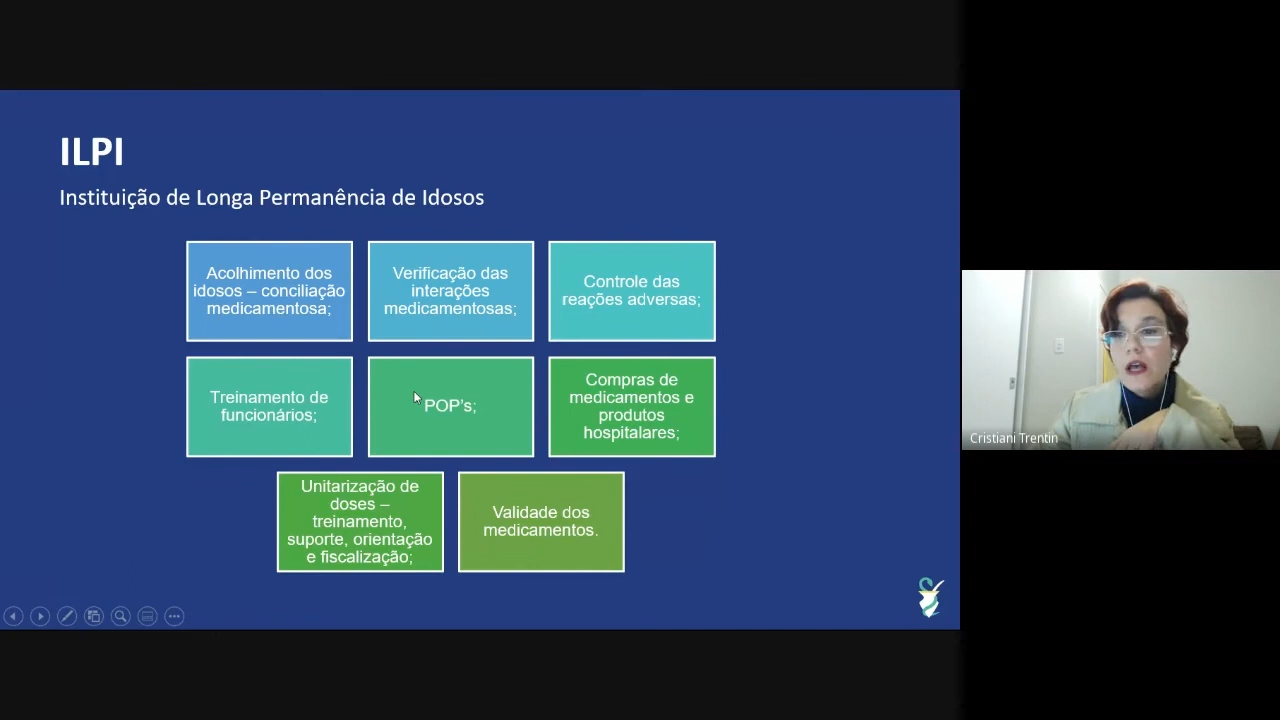 ILPI
Instituição de Longa Permanência de Idosos
Acolhimento dos
idosos – conciliação
medicamentosa;
Verificação das
interações
medicamentosas;
Controle das
reações adversas;
Treinamento de
funcionários;
POP's;
Compras de
medicamentos e
produtos
hospitalares;
Unitarização de
doses –
treinamento,
suporte, orientação
e fiscalização;
Validade dos
medicamentos.
Cristiani Trentin